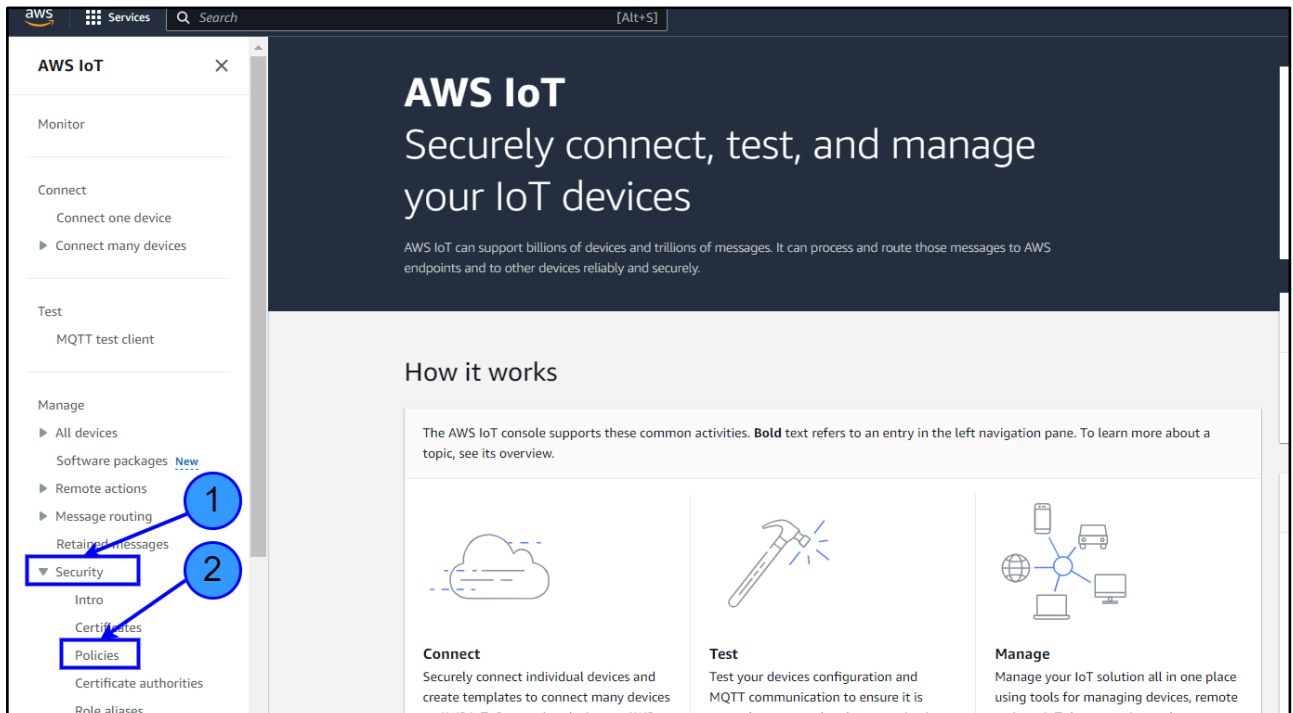 aws
Services
Search
[Alt+S]
AWS IoT
Monitor
Connect
Connect one device
Connect many devices
Test
MQTT test client
Manage
All devices
Software packages New
Remote actions
Message routing
Retained messages
Security
Intro
Certificates
Policies
Certificate authorities
Role aliases
1
2
AWS IoT
Securely connect, test, and manage
your IoT devices
AWS IoT can support billions of devices and trillions of messages. It can process and route those messages to AWS
endpoints and to other devices reliably and securely.
How it works
The AWS IoT console supports these common activities. Bold text refers to an entry in the left navigation pane. To learn more about a
topic, see its overview.
Connect
Securely connect individual devices and
create templates to connect many devices
Test
Test your devices configuration and
MQTT communication to ensure it is
Manage
Manage your IoT solution all in one place
using tools for managing devices, remote